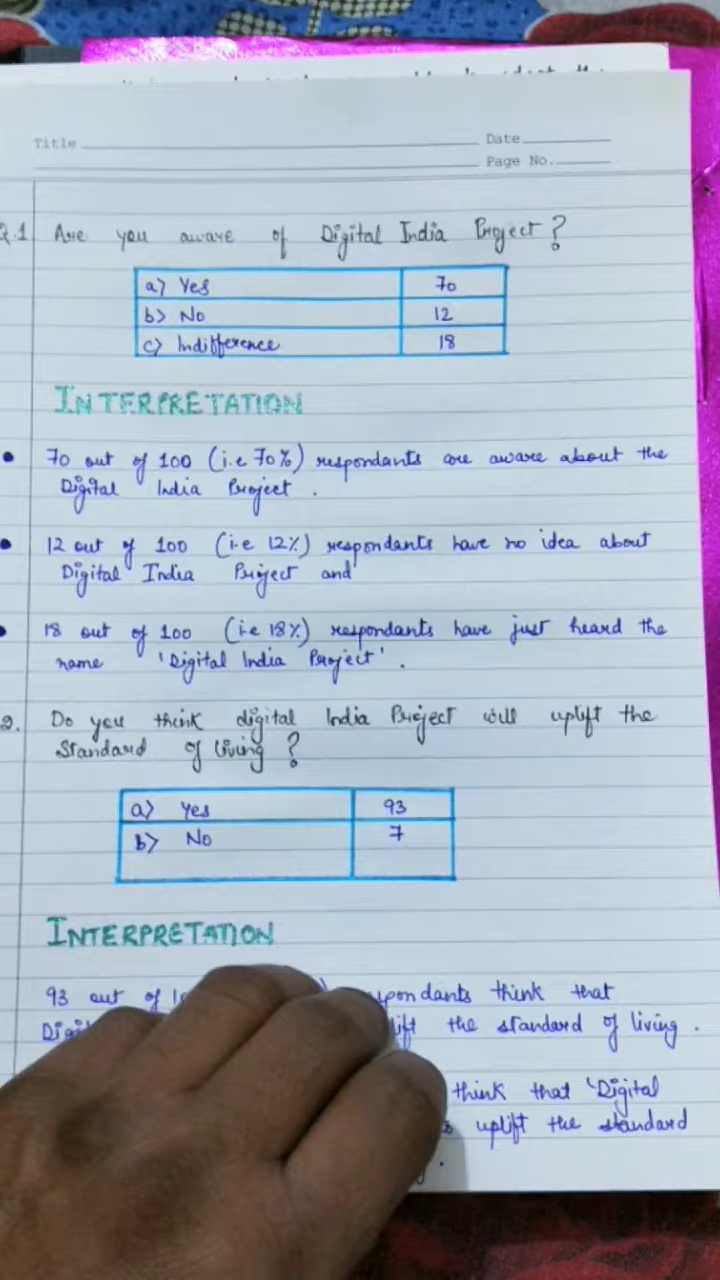 Title
Date
Page No.
Q.1 Are you aware of Digital India Project?
a) Yes 70
b) No 12
c) Indifference 18
INTERPRETATION
• 70 out of 100 (i.e 70%) respondants are aware about the
Digital India Project.
• 12 out of 100 (i.e 12%) respondants have no idea about
Digital India Project and
• 18 out of 100 (i.e 18%) respondants have just heard the
name 'Digital India Project'.
2. Do you think digital India Project will uplift the
Standard of living?
a) Yes 93
b) No 7
INTERPRETATION
93 out of think that
the standard of living.
think that 'Digital
uplift the standard